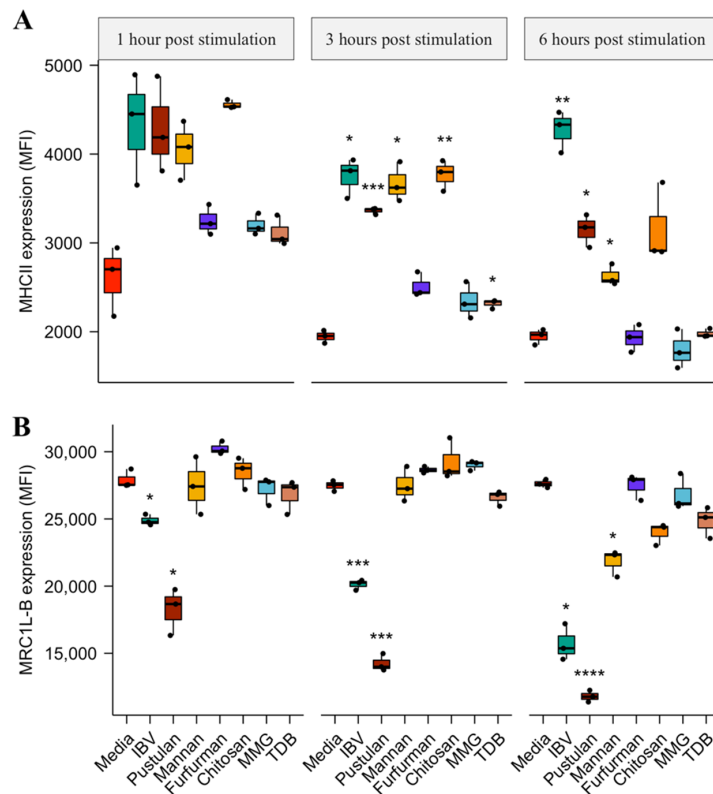 A
1 hour post stimulation
3 hours post stimulation
6 hours post stimulation
MHCII expression (MFI)
5000
4000
3000
2000
* *** * ** *
** * *
B
MRC1L-B expression (MFI)
30,000
25,000
20,000
15,000
* *
*** ***
* **** *
Media IBV Pustulan Mannan Furfurman Chitosan MMG TDB
Media IBV Pustulan Mannan Furfurman Chitosan MMG TDB
Media IBV Pustulan Mannan Furfurman Chitosan MMG TDB